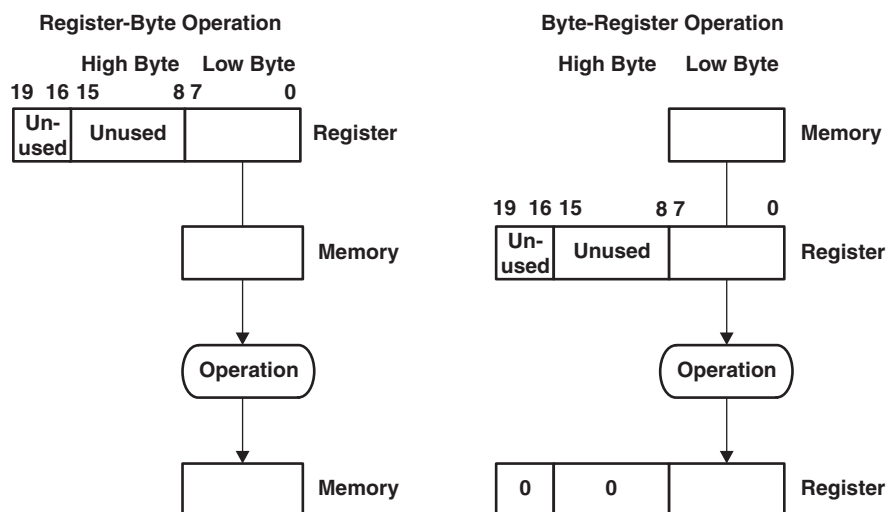 Register-Byte Operation
High Byte Low Byte
19 16 15 8 7 0
Un-
used
Unused
Register
Memory
Operation
Memory
Byte-Register Operation
High Byte Low Byte
Memory
19 16 15 8 7 0
Un-
used
Unused
Register
Operation
0 0
Register